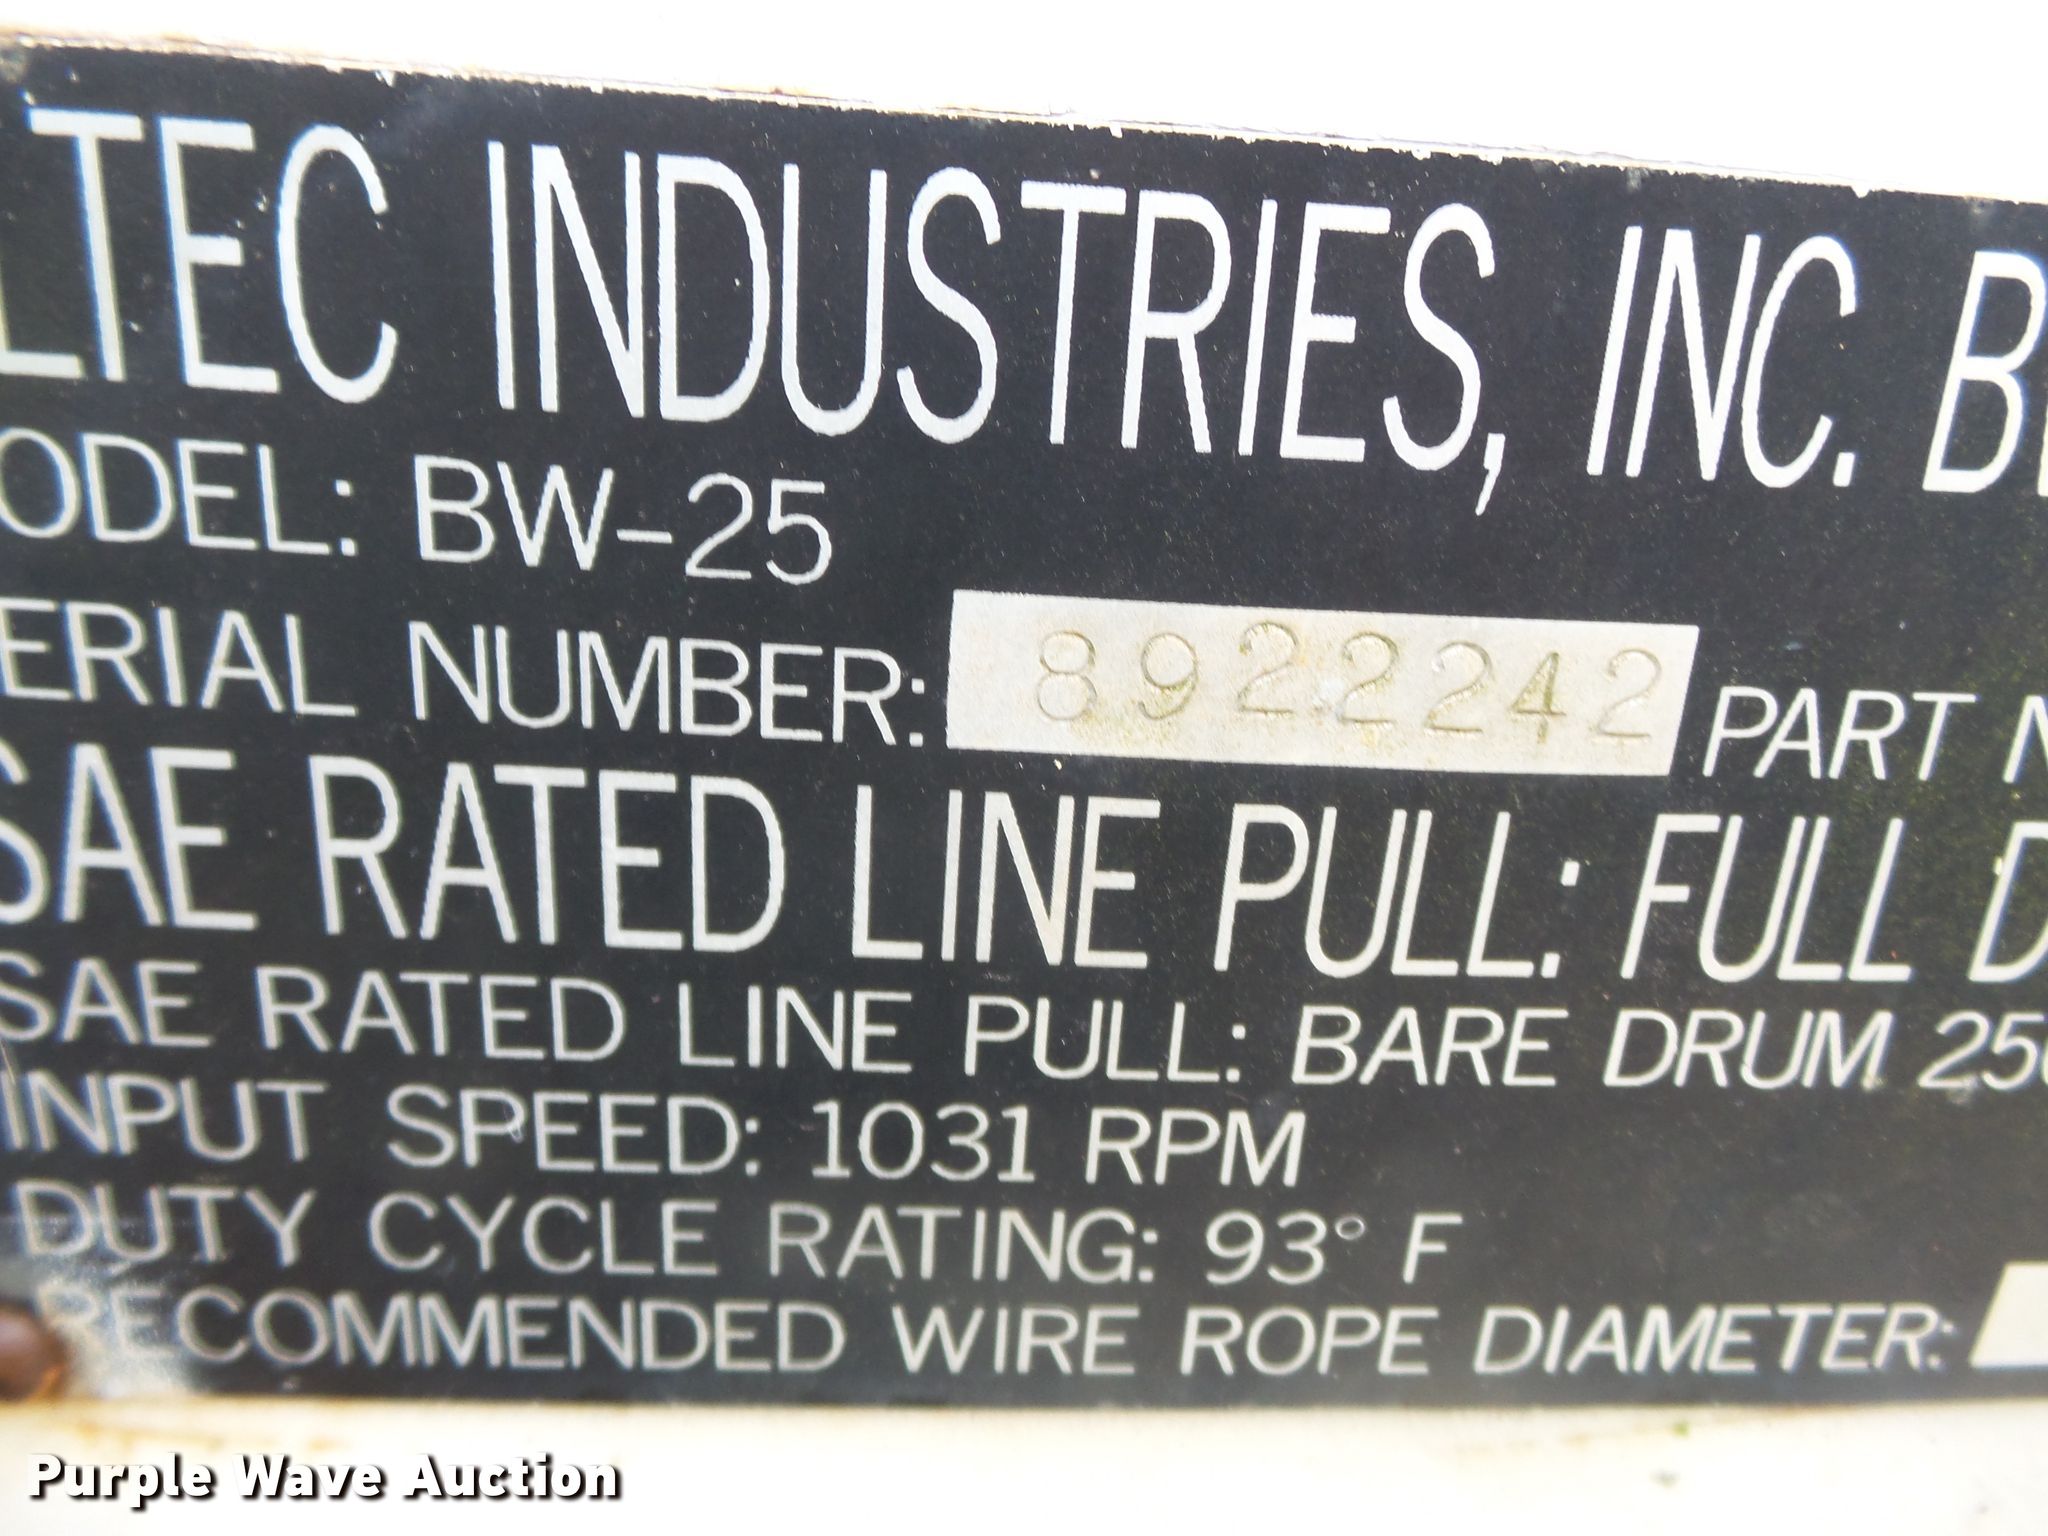 LTEC INDUSTRIES, INC. B
ODEL: BW-25
ERIAL NUMBER: 8922242 PART N
SAE RATED LINE PULL: FULL D
SAE RATED LINE PULL: BARE DRUM 250
INPUT SPEED: 1031 RPM
DUTY CYCLE RATING: 93° F
RECOMMENDED WIRE ROPE DIAMETER:
Purple Wave Auction